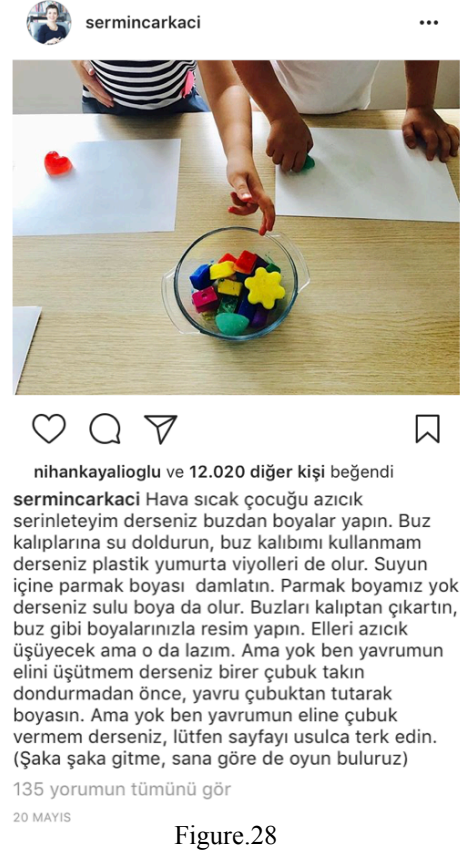 sermincarkaci
nihankayalioglu ve 12.020 diğer kişi beğendi
sermincarkaci Hava sıcak çocuğu azıcık
serinleteyim derseniz buzdan boyalar yapın. Buz
kalıplarına su doldurun, buz kalıbımı kullanmam
derseniz plastik yumurta viyolleri de olur. Suyun
içine parmak boyası damlatın. Parmak boyamız yok
derseniz sulu boya da olur. Buzları kalıptan çıkartın,
buz gibi boyalarınızla resim yapın. Elleri azıcık
üşüyecek ama o da lazım. Ama yok ben yavrumun
elini üşütmem derseniz birer çubuk takın
dondurmadan önce, yavru çubuktan tutarak
boyasın. Ama yok ben yavrumun eline çubuk
vermem derseniz, lütfen sayfayı usulca terk edin.
(Şaka şaka gitme, sana göre de oyun buluruz)
135 yorumun tümünü gör
20 MAYIS
Figure.28